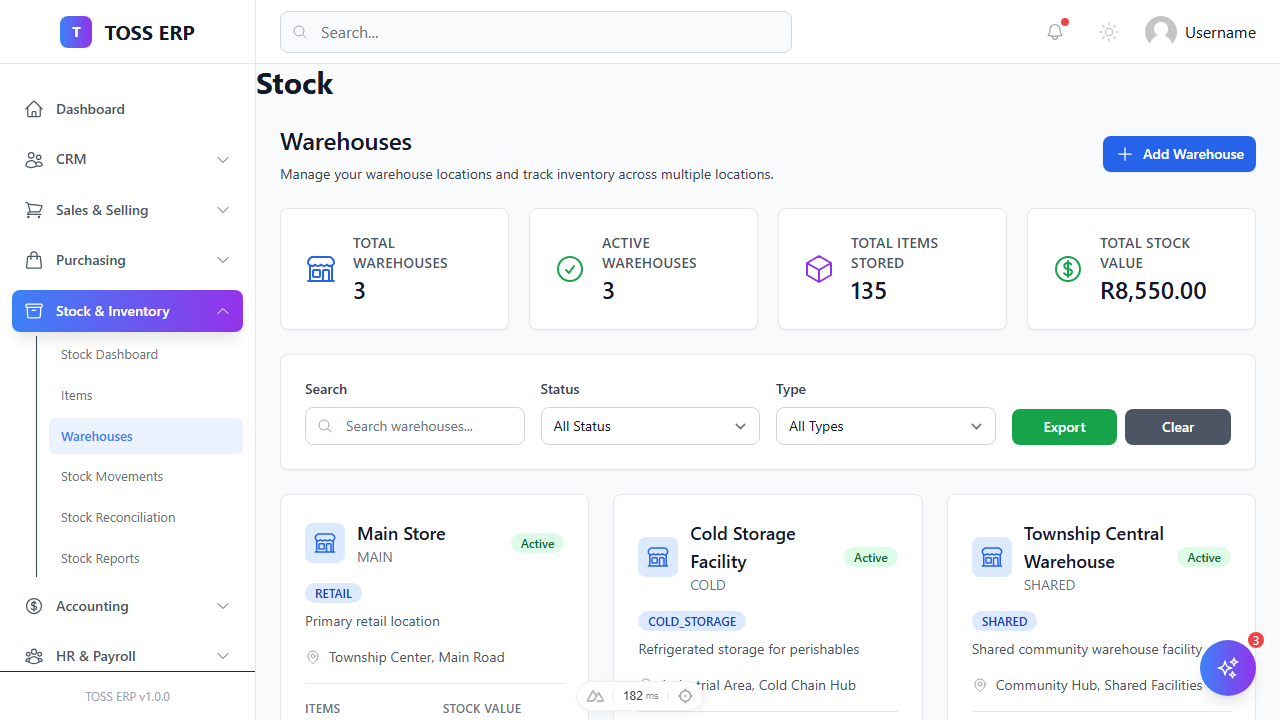 T TOSS ERP
Search...
Username
Dashboard
CRM
Sales & Selling
Purchasing
Stock & Inventory
Stock Dashboard
Items
Warehouses
Stock Movements
Stock Reconciliation
Stock Reports
Accounting
HR & Payroll
TOSS ERP v1.0.0
Stock
Warehouses
Manage your warehouse locations and track inventory across multiple locations.
Add Warehouse
TOTAL
WAREHOUSES
3
ACTIVE
WAREHOUSES
3
TOTAL ITEMS
STORED
135
TOTAL STOCK
VALUE
R8,550.00
Search
Search warehouses...
Status
All Status
Type
All Types
Export
Clear
Main Store
MAIN
Active
RETAIL
Primary retail location
Township Center, Main Road
ITEMS
STOCK VALUE
Cold Storage
Facility
COLD
Active
COLD_STORAGE
Refrigerated storage for perishables
Area, Cold Chain Hub
Township Central
Warehouse
SHARED
Active
SHARED
Shared community warehouse facility
Community Hub, Shared Facilities
3
182 ms